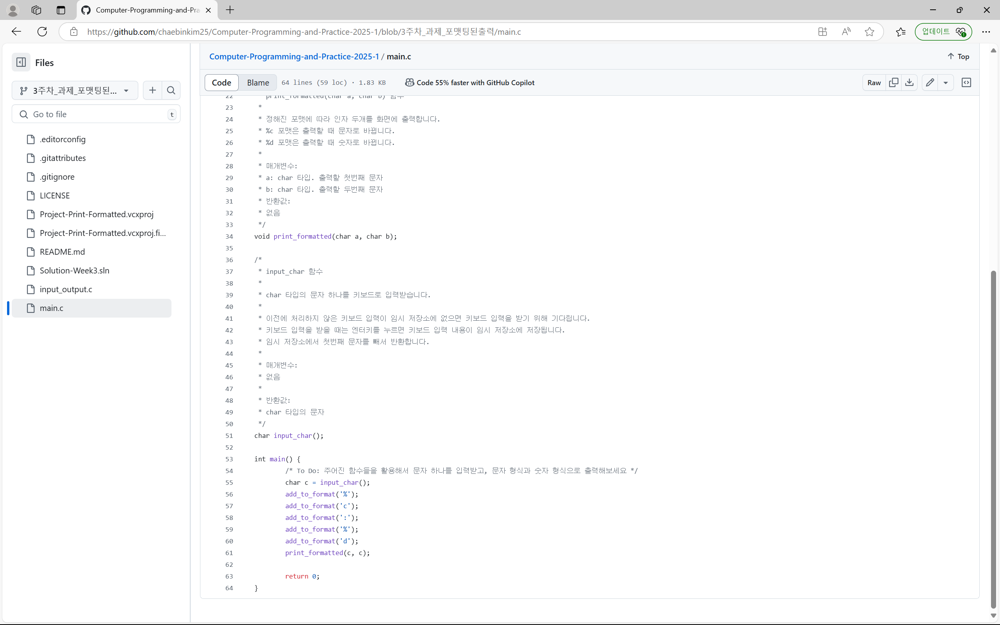 Computer-Programming-and-Pra
https://github.com/chaebinkim25/Computer-Programming-and-Practice-2025-1/blob/3주차_과제_포맷팅된출력/main.c
업데이트
Files
3주차_과제_포맷팅된...
Go to file
t
.editorconfig
.gitattributes
.gitignore
LICENSE
Project-Print-Formatted.vcxproj
Project-Print-Formatted.vcxproj.fi...
README.md
Solution-Week3.sln
input_output.c
main.c
Computer-Programming-and-Practice-2025-1 / main.c
Top
Code Blame 64 lines (59 loc) · 1.83 KB Code 55% faster with GitHub Copilot
Raw
22 print_formatted(char a, char b) 함수
23 *
24 * 정해진 포맷에 따라 인자 두개를 화면에 출력합니다.
25 * %c 포맷은 출력할 때 문자로 바뀝니다.
26 * %d 포맷은 출력할 때 숫자로 바뀝니다.
27 *
28 * 매개변수:
29 * a: char 타입. 출력할 첫번째 문자
30 * b: char 타입. 출력할 두번째 문자
31 * 반환값:
32 * 없음
33 */
34 void print_formatted(char a, char b);
35
36 /*
37 * input_char 함수
38 *
39 * char 타입의 문자 하나를 키보드로 입력받습니다.
40 *
41 * 이전에 처리하지 않은 키보드 입력이 임시 저장소에 없으면 키보드 입력을 받기 위해 기다립니다.
42 * 키보드 입력을 받을 때는 엔터키를 누르면 키보드 입력 내용이 임시 저장소에 저장됩니다.
43 * 임시 저장소에서 첫번째 문자를 빼서 반환합니다.
44 *
45 * 매개변수:
46 * 없음
47 *
48 * 반환값:
49 * char 타입의 문자
50 */
51 char input_char();
52
53 int main() {
54 /* To Do: 주어진 함수들을 활용해서 문자 하나를 입력받고, 문자 형식과 숫자 형식으로 출력해보세요 */
55 char c = input_char();
56 add_to_format('%');
57 add_to_format('c');
58 add_to_format(':');
59 add_to_format('%');
60 add_to_format('d');
61 print_formatted(c, c);
62
63 return 0;
64 }